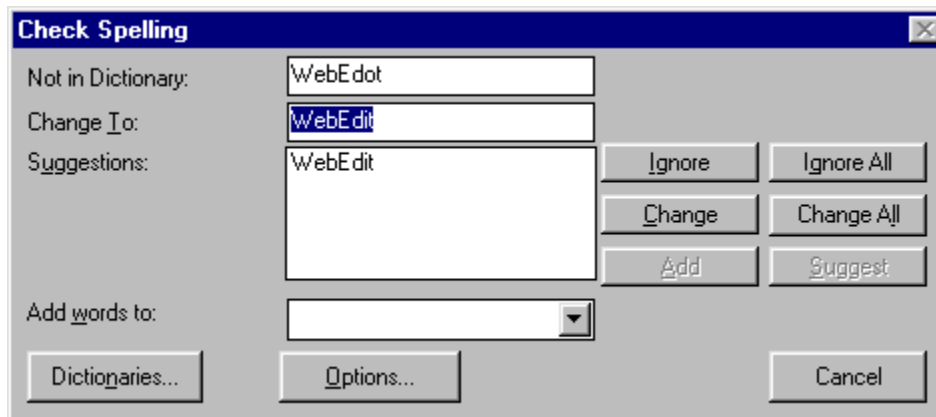 Check Spelling
Not in Dictionary: WebEdot
Change To: WebEdit
Suggestions: WebEdit
Ignore Ignore All
Change Change All
Add Suggest
Add words to:
Dictionaries... Options... Cancel